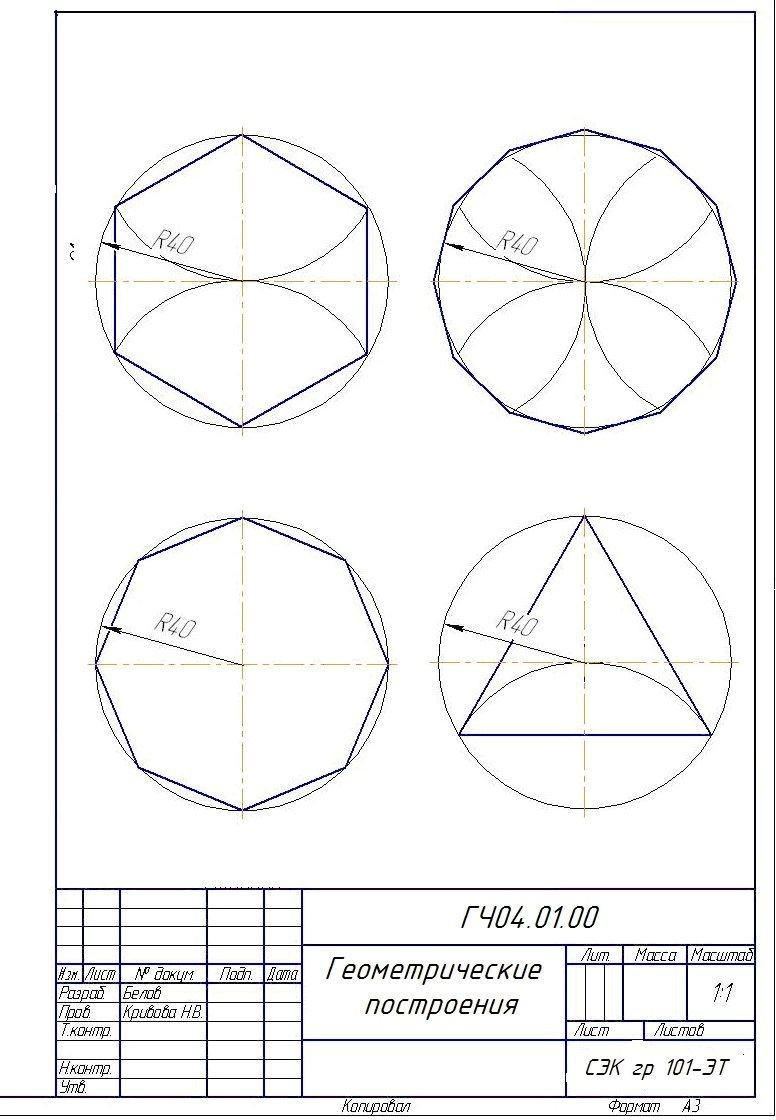 R40
R40
R40
R40
ГЧ04.01.00
Изм. Лист № докум. Подп. Дата
Разраб. Белов
Пров. Кривова Н.В.
Т.контр.
Н.контр.
Утв.
Геометрические
построения
Лит. Масса Масштаб
1:1
Лист Листов
СЭК гр 101-ЭТ
Копировал Формат А3